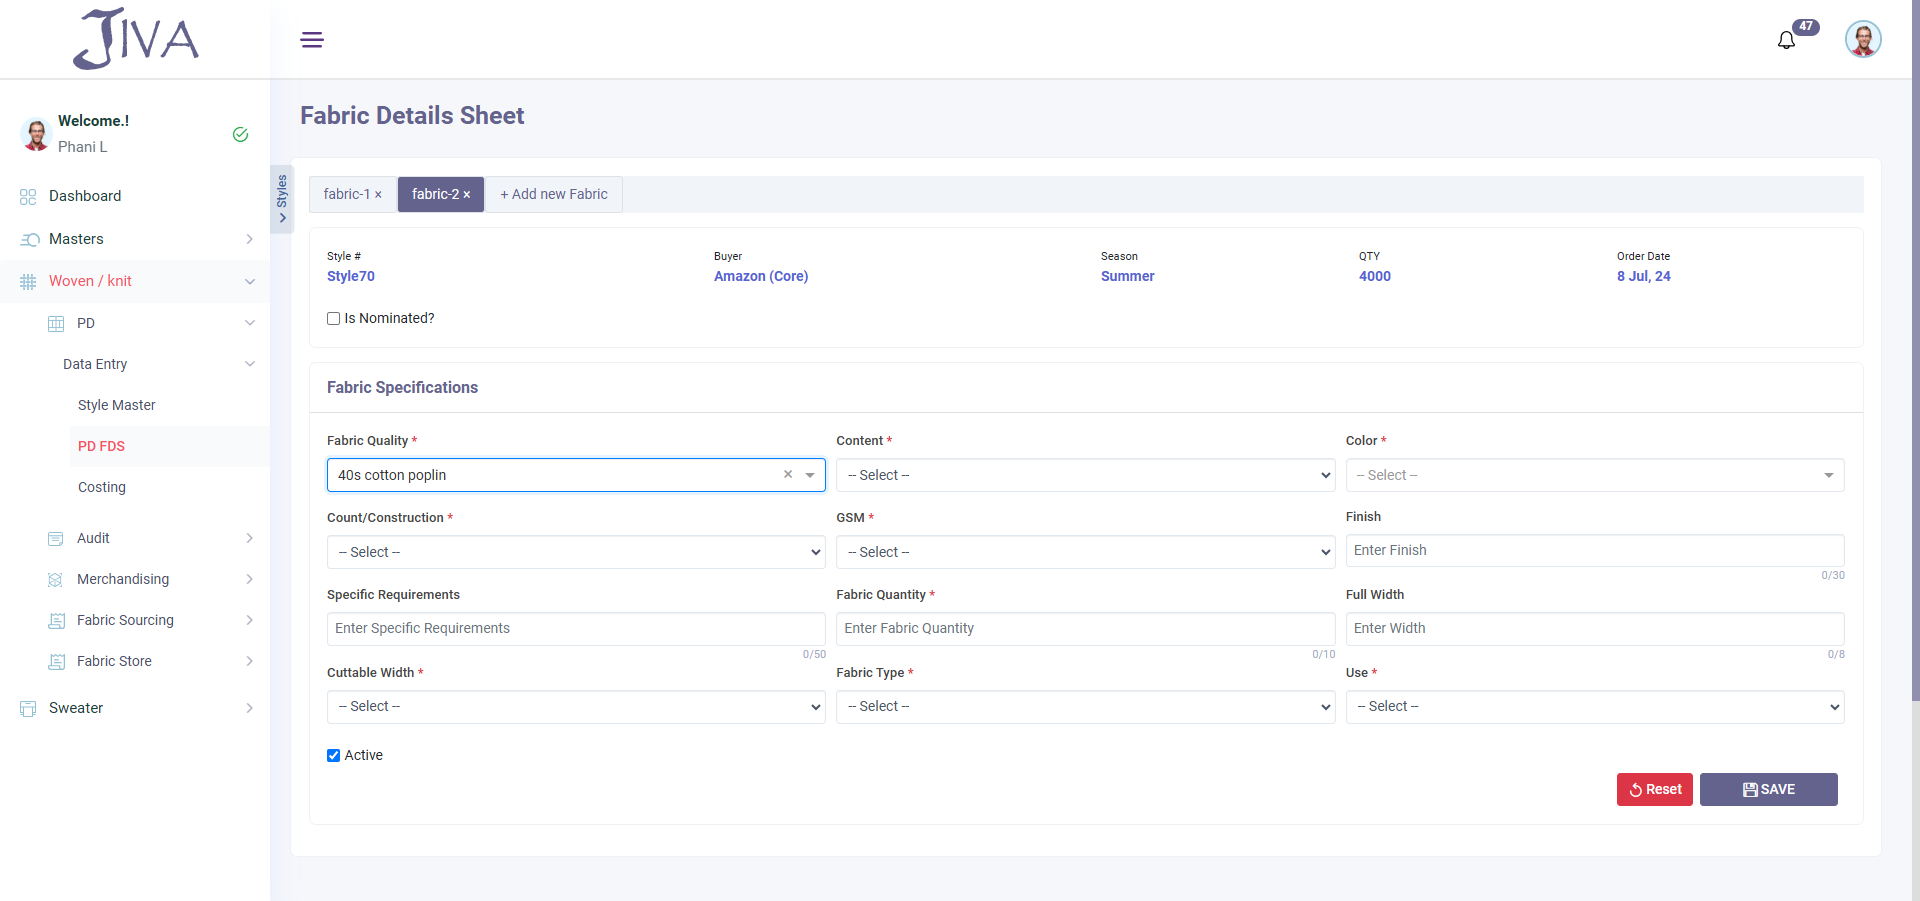 JIVA
47
Welcome.!
Phani L
Dashboard
Masters
Woven / knit
PD
Data Entry
Style Master
PD FDS
Costing
Audit
Merchandising
Fabric Sourcing
Fabric Store
Sweater
Styles
Fabric Details Sheet
fabric-1 ×
fabric-2 ×
+ Add new Fabric
Style #
Style70
Buyer
Amazon (Core)
Season
Summer
QTY
4000
Order Date
8 Jul, 24
Is Nominated?
Fabric Specifications
Fabric Quality *
40s cotton poplin ×
Content *
-- Select --
Color *
-- Select --
Count/Construction *
-- Select --
GSM *
-- Select --
Finish
Enter Finish
0/30
Specific Requirements
Enter Specific Requirements
0/50
Fabric Quantity *
Enter Fabric Quantity
0/10
Full Width
Enter Width
0/8
Cuttable Width *
-- Select --
Fabric Type *
-- Select --
Use *
-- Select --
Active
Reset
SAVE